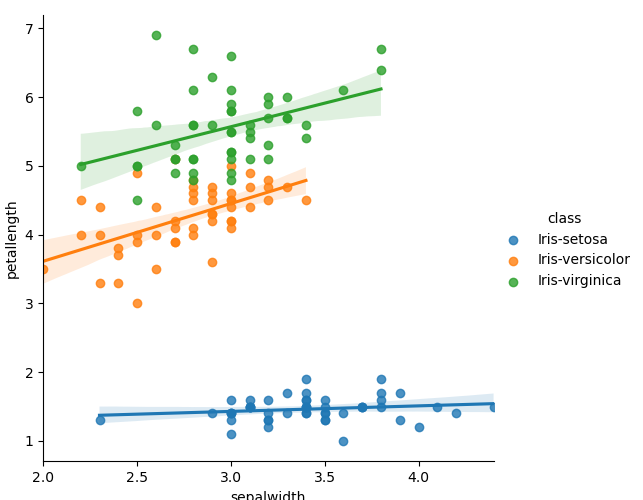 7
6
5
4
3
2
1
petallength
2.0 2.5 3.0 3.5 4.0
sepalwidth
class
Iris-setosa
Iris-versicolor
Iris-virginica